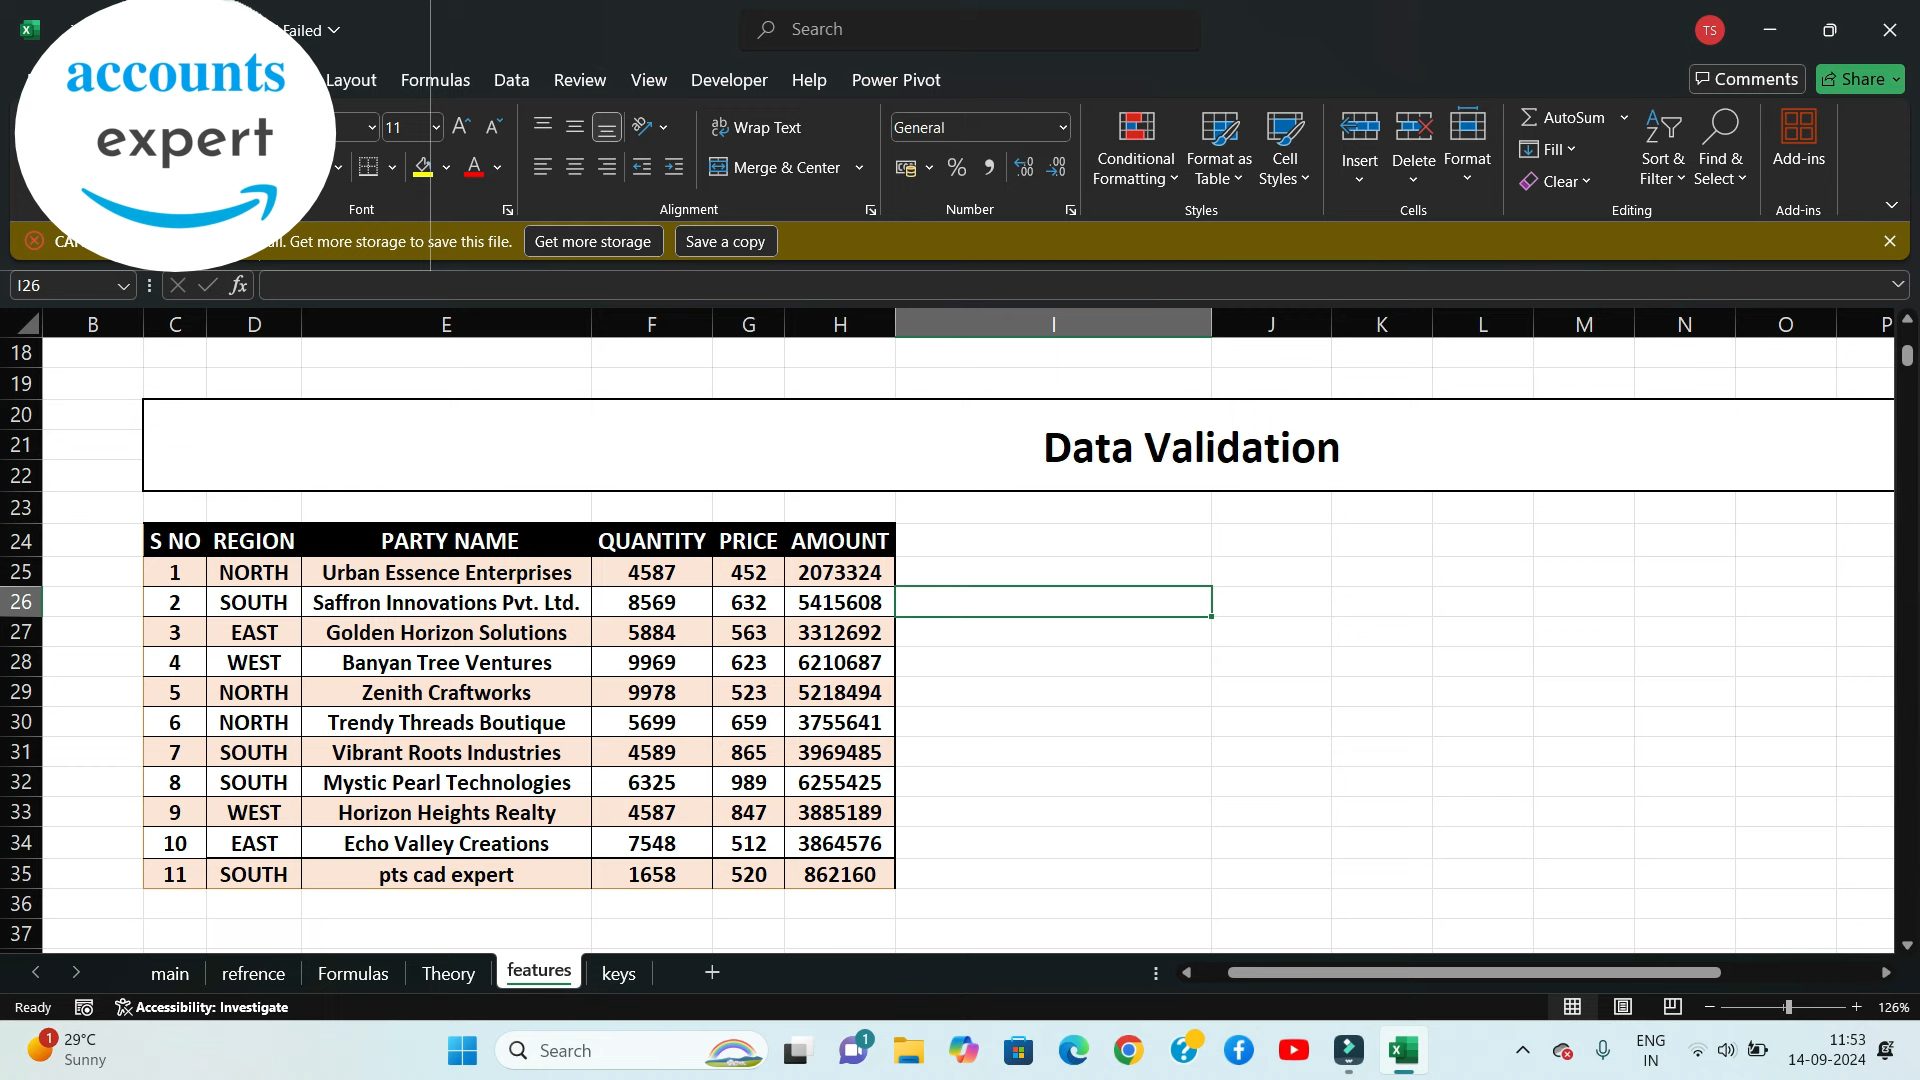 Failed
Search
TS
accounts
expert
Layout Formulas Data Review View Developer Help Power Pivot
Comments Share
11
Wrap Text
Merge & Center
General
Conditional Formatting
Format as Table
Cell Styles
Insert
Delete
Format
AutoSum
Fill
Clear
Sort & Filter
Find & Select
Add-ins
Font Alignment Number Styles Cells Editing Add-ins
Get more storage to save this file. Get more storage Save a copy
I26
fx
B C D E F G H I J K L M N O P
18
19
20
21 Data Validation
22
23
24 S NO REGION PARTY NAME QUANTITY PRICE AMOUNT
25 1 NORTH Urban Essence Enterprises 4587 452 2073324
26 2 SOUTH Saffron Innovations Pvt. Ltd. 8569 632 5415608
27 3 EAST Golden Horizon Solutions 5884 563 3312692
28 4 WEST Banyan Tree Ventures 9969 623 6210687
29 5 NORTH Zenith Craftworks 9978 523 5218494
30 6 NORTH Trendy Threads Boutique 5699 659 3755641
31 7 SOUTH Vibrant Roots Industries 4589 865 3969485
32 8 SOUTH Mystic Pearl Technologies 6325 989 6255425
33 9 WEST Horizon Heights Realty 4587 847 3885189
34 10 EAST Echo Valley Creations 7548 512 3864576
35 11 SOUTH pts cad expert 1658 520 862160
36
37
main refrence Formulas Theory features keys
Ready Accessibility: Investigate 126%
1 29°C
Sunny
Search
1
ENG
IN
11:53
14-09-2024